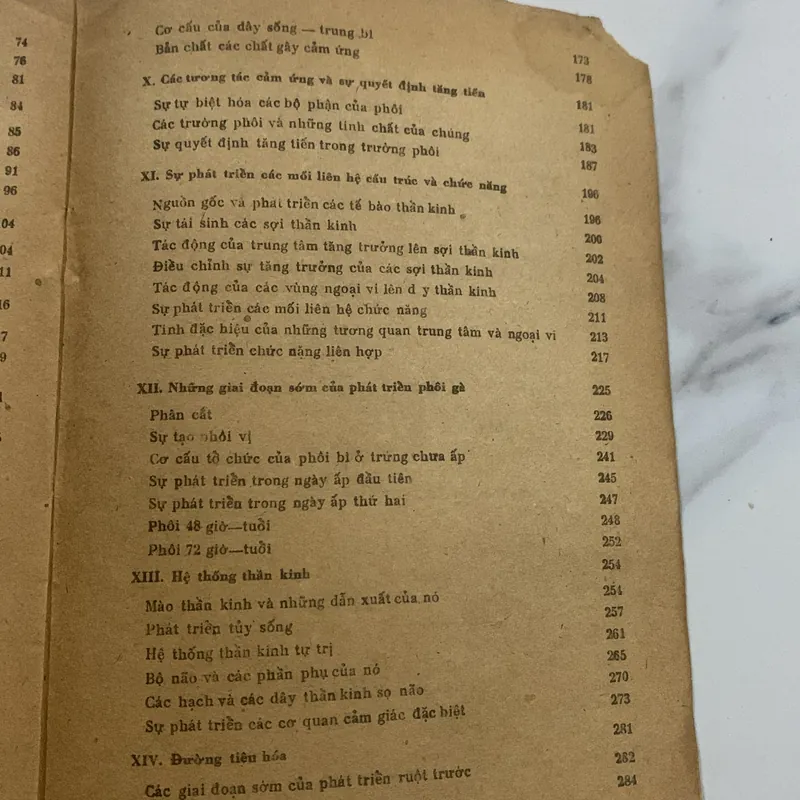 74
76
81
84
85
86
91
96
04
04
11
16
7
9
Cơ cấu của dây sống — trung bì 173
Bản chất các chất gây cảm ứng 178
X. Các tương tác cảm ứng và sự quyết định tăng tiến 181
Sự tự biệt hóa các bộ phận của phôi 181
Các trường phôi và những tính chất của chúng 183
Sự quyết định tăng tiến trong trường phôi 187
XI. Sự phát triển các mối liên hệ cấu trúc và chức năng 196
Nguồn gốc và phát triển các tế bào thần kinh 196
Sự tái sinh các sợi thần kinh 200
Tác động của trung tâm tăng trưởng lên sợi thần kinh 202
Điều chỉnh sự tăng trưởng của các sợi thần kinh 204
Tác động của các vùng ngoại vi lên d y thần kinh 208
Sự phát triển các mối liên hệ chức năng 211
Tính đặc hiệu của những tương quan trung tâm và ngoại vi 213
Sự phát triển chức năng liên hợp 217
XII. Những giai đoạn sớm của phát triển phôi gà 225
Phân cắt 226
Sự tạo phôi vị 229
Cơ cấu tổ chức của phôi bì ở trứng chưa ấp 241
Sự phát triển trong ngày ấp đầu tiên 245
Sự phát triển trong ngày ấp thứ hai 247
Phôi 48 giờ—tuổi 248
Phôi 72 giờ—tuổi 252
XIII. Hệ thống thần kinh 254
Mào thần kinh và những dẫn xuất của nó 254
Phát triển tủy sống 257
Hệ thống thần kinh tự trị 261
Bộ não và các phần phụ của nó 265
Các hạch và các dây thần kinh sọ não 270
Sự phát triển các cơ quan cảm giác đặc biệt 273
XIV. Đường tiêu hóa 281
Các giai đoạn sớm của phát triển ruột trước 282
284